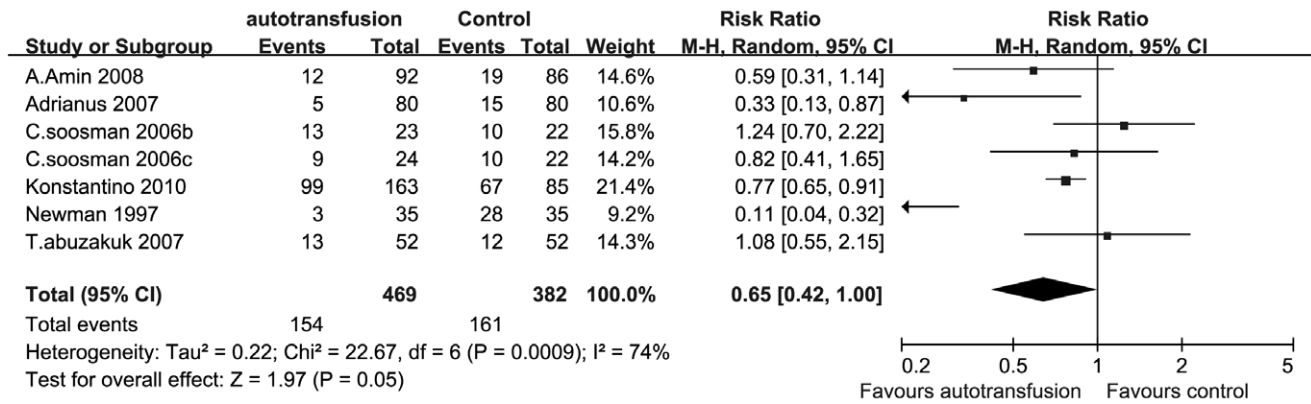 autotransfusion Control Risk Ratio Risk Ratio
Study or Subgroup Events Total Events Total Weight M-H, Random, 95% CI M-H, Random, 95% CI
A.Amin 2008 12 92 19 86 14.6% 0.59 [0.31, 1.14]
Adrianus 2007 5 80 15 80 10.6% 0.33 [0.13, 0.87]
C.soosman 2006b 13 23 10 22 15.8% 1.24 [0.70, 2.22]
C.soosman 2006c 9 24 10 22 14.2% 0.82 [0.41, 1.65]
Konstantino 2010 99 163 67 85 21.4% 0.77 [0.65, 0.91]
Newman 1997 3 35 28 35 9.2% 0.11 [0.04, 0.32]
T.abuzakuk 2007 13 52 12 52 14.3% 1.08 [0.55, 2.15]
Total (95% CI) 469 382 100.0% 0.65 [0.42, 1.00]
Total events 154 161
Heterogeneity: Tau² = 0.22; Chi² = 22.67, df = 6 (P = 0.0009); I² = 74%
Test for overall effect: Z = 1.97 (P = 0.05)
0.2 0.5 1 2 5
Favours autotransfusion Favours control